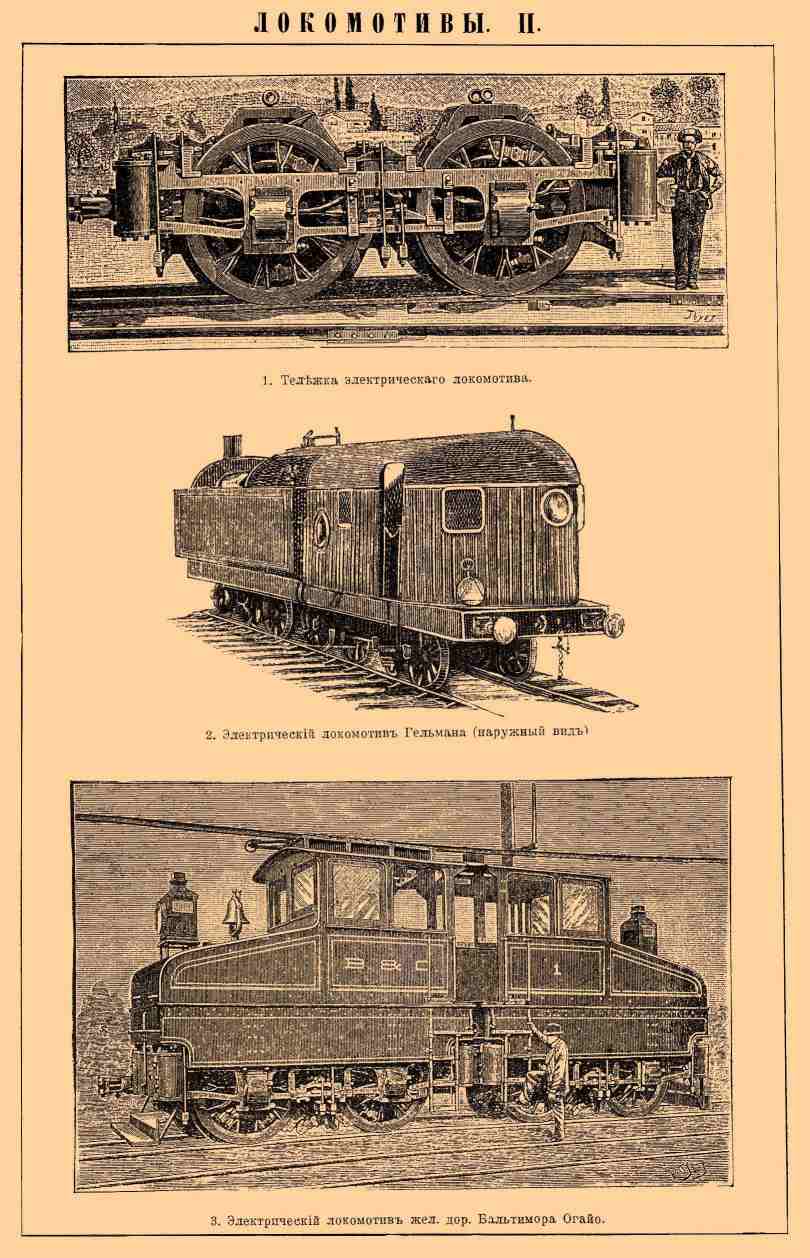 ЛОКОМОТИВЫ. II.
1. Телѣжка электрическаго локомотива.
2. Электрическій локомотивъ Гельмана (наружный видъ)
B & O
1
3. Электрическій локомотивъ жел. дор. Бальтимора Огайо.